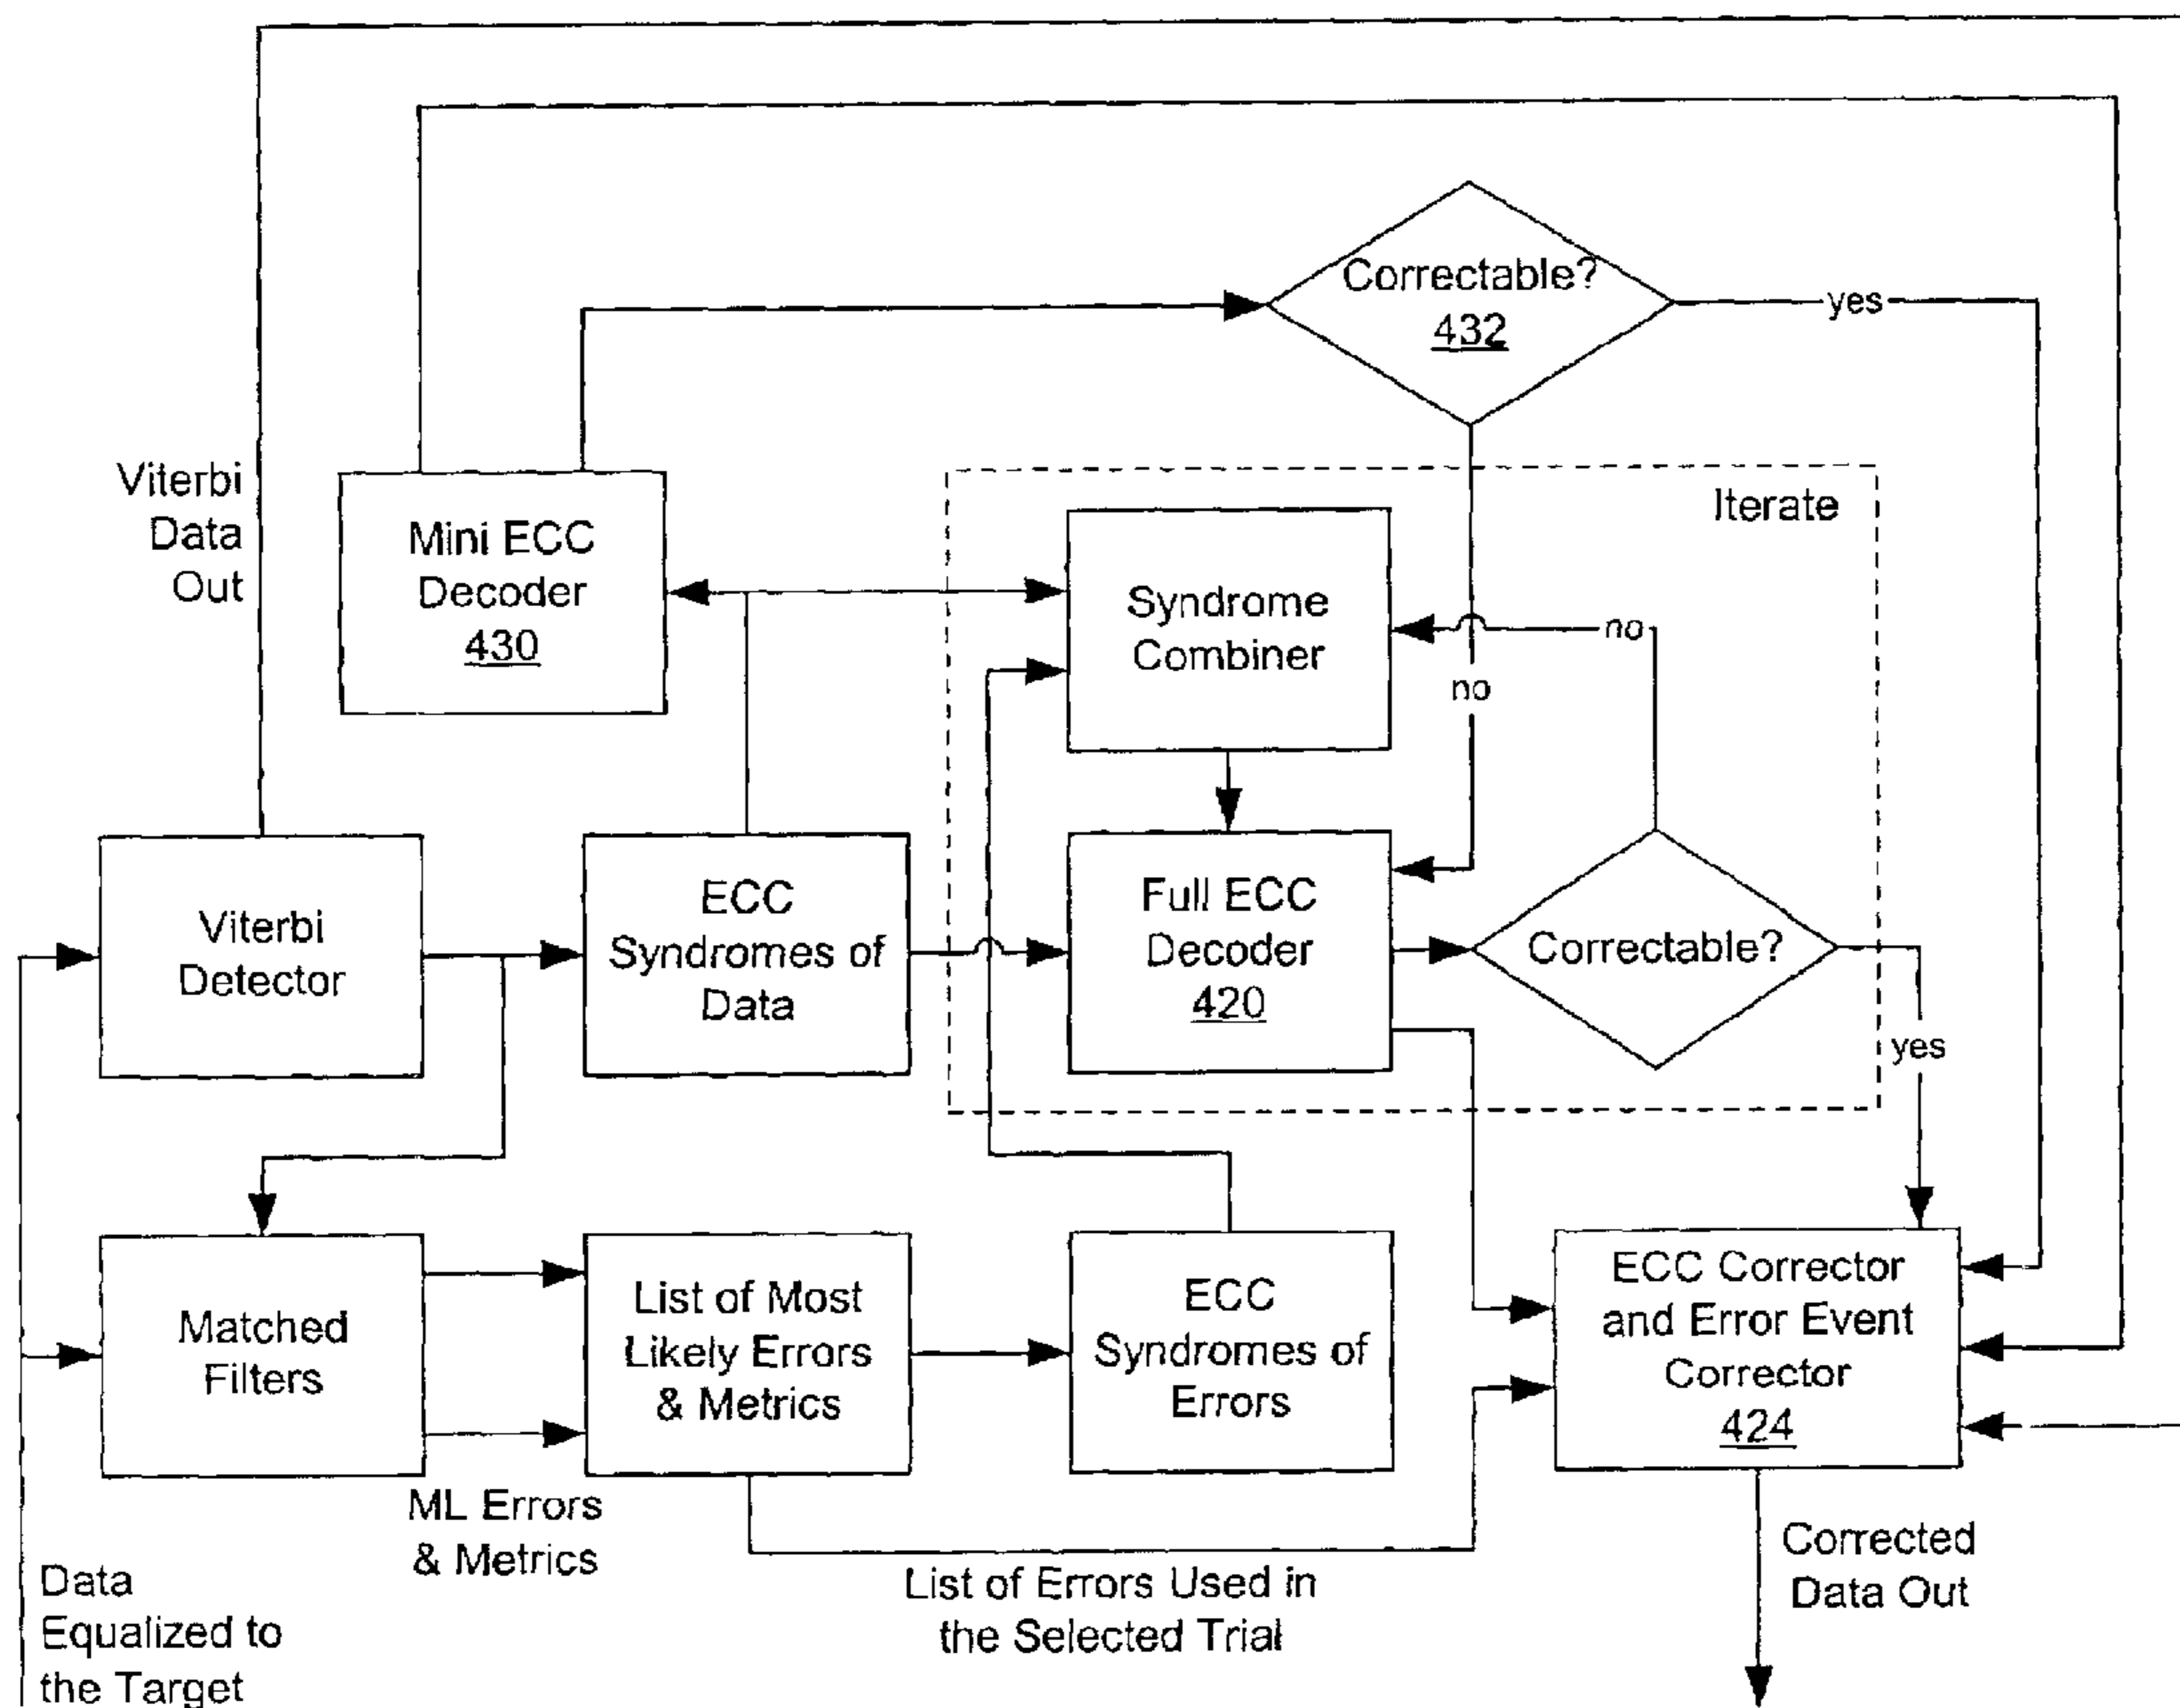 Correctable?
432
yes
Viterbi
Data
Out
Mini ECC
Decoder
430
Iterate
Syndrome
Combiner
no
no
Viterbi
Detector
ECC
Syndromes of
Data
Full ECC
Decoder
420
Correctable?
yes
Matched
Filters
List of Most
Likely Errors
& Metrics
ECC
Syndromes of
Errors
ECC Corrector
and Error Event
Corrector
424
ML Errors
& Metrics
Data
Equalized to
the Target
List of Errors Used in
the Selected Trial
Corrected
Data Out